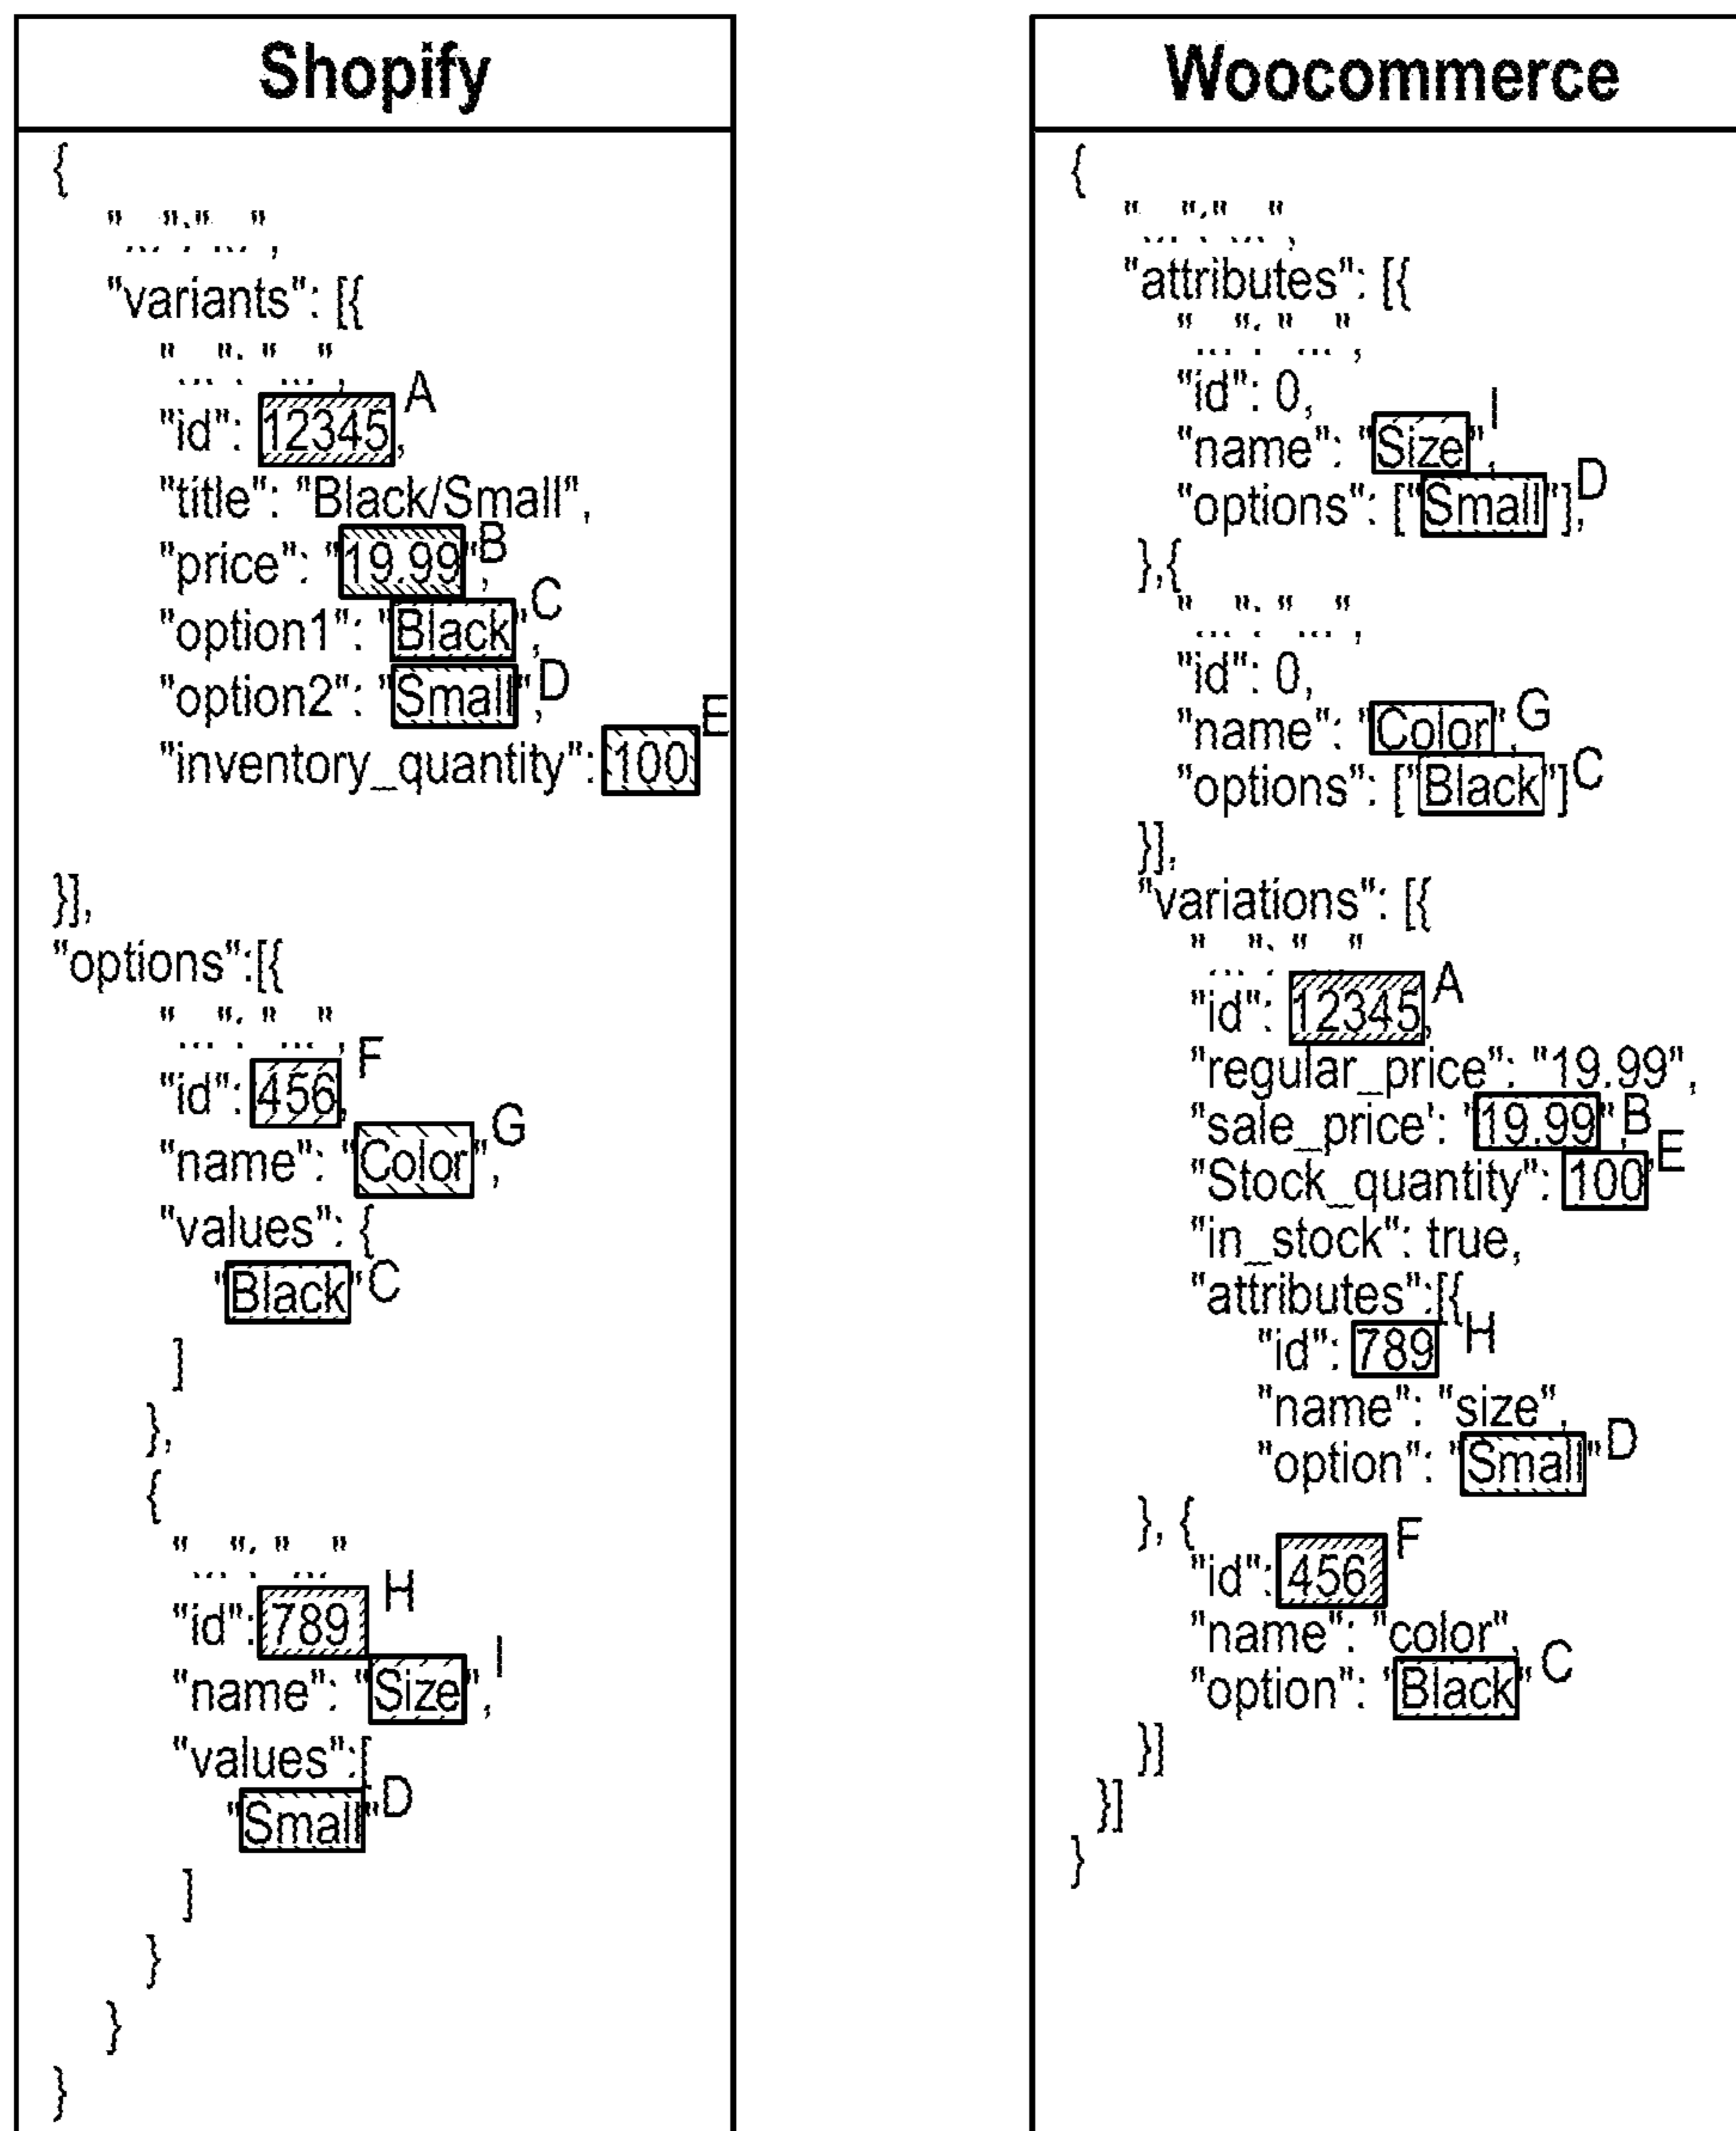 Shopify
{
"...":"...",
"variants": [{
"...": "...",
"id": 12345, A
"title": "Black/Small",
"price": "19.99", B
"option1": "Black", C
"option2": "Small", D
"inventory_quantity": 100 E
}],
"options":[{
"...": "...",
"id": 456, F
"name": "Color", G
"values": {
"Black" C
]
},
{
"...": "..."
"id": 789 H
"name": "Size", I
"values":[
"Small" D
]
}
}
}
Woocommerce
{
"...":"...",
"attributes": [{
"...": "...",
"id": 0,
"name": "Size", I
"options": ["Small"], D
},{
"...": "...",
"id": 0,
"name": "Color", G
"options": ["Black"] C
}],
"variations": [{
"...": "..."
"id": 12345, A
"regular_price": "19.99",
"sale_price': "19.99", B
"Stock_quantity": 100, E
"in_stock": true,
"attributes":[{
"id": 789 H
"name": "size",
"option": "Small" D
}, {
"id": 456 F
"name": "color",
"option": "Black" C
}]
}]
}